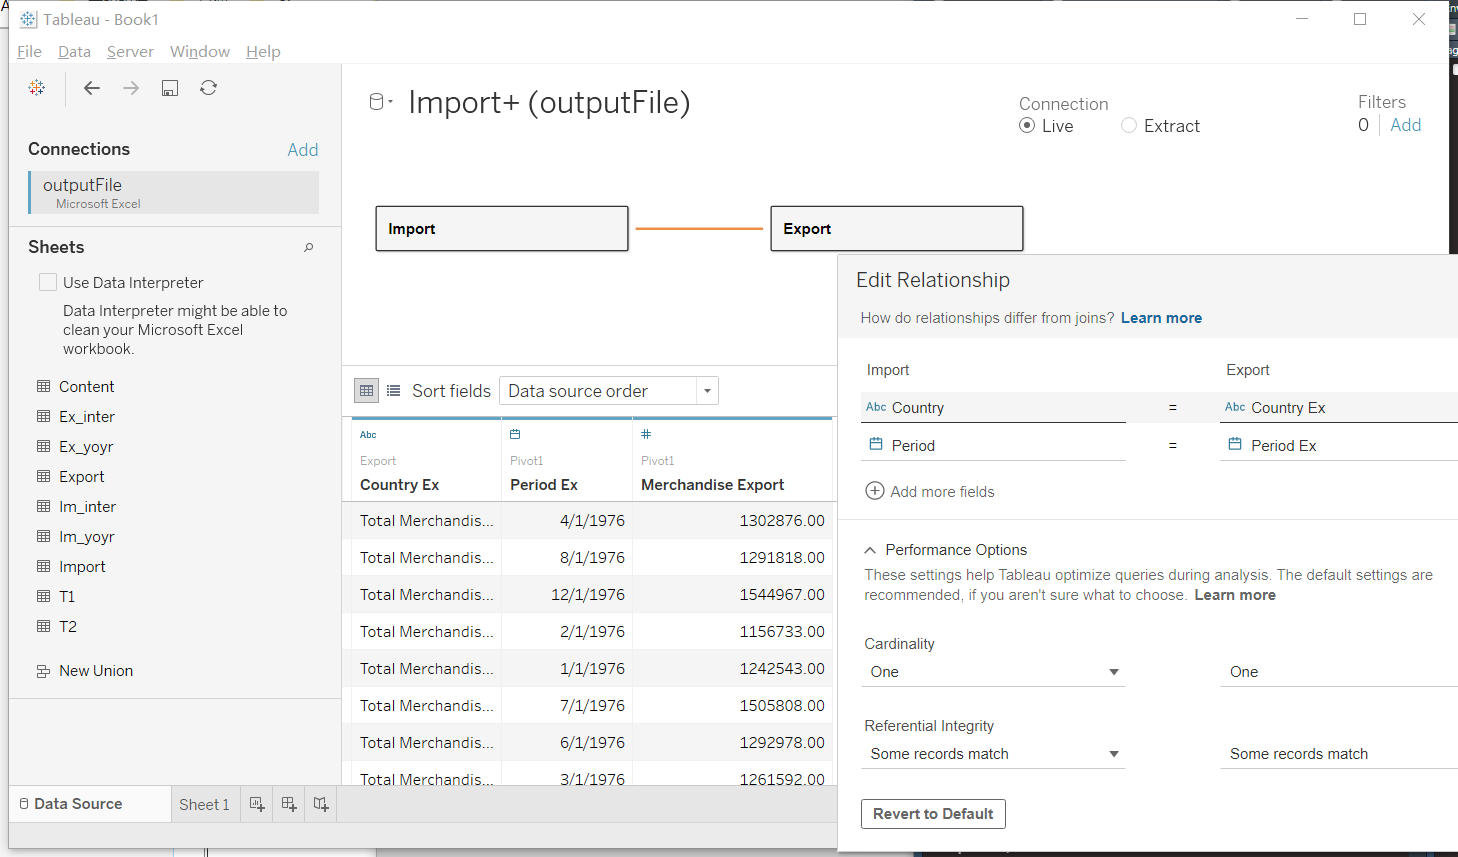 Tableau - Book1
File Data Server Window Help
Import+ (outputFile)
Connection
Live Extract
Filters
0 Add
Connections Add
outputFile
Microsoft Excel
Import
Export
Sheets
Use Data Interpreter
Data Interpreter might be able to
clean your Microsoft Excel
workbook.
Content
Ex_inter
Ex_yoyr
Export
Im_inter
Im_yoyr
Import
T1
T2
New Union
Sort fields Data source order
Abc #
Export Pivot1 Pivot1
Country Ex Period Ex Merchandise Export
Total Merchandis... 4/1/1976 1302876.00
Total Merchandis... 8/1/1976 1291818.00
Total Merchandis... 12/1/1976 1544967.00
Total Merchandis... 2/1/1976 1156733.00
Total Merchandis... 1/1/1976 1242543.00
Total Merchandis... 7/1/1976 1505808.00
Total Merchandis... 6/1/1976 1292978.00
Total Merchandis... 3/1/1976 1261592.00
Edit Relationship
How do relationships differ from joins? Learn more
Import Export
Abc Country = Abc Country Ex
Period = Period Ex
Add more fields
Performance Options
These settings help Tableau optimize queries during analysis. The default settings are
recommended, if you aren't sure what to choose. Learn more
Cardinality
One One
Referential Integrity
Some records match Some records match
Revert to Default
Data Source Sheet 1